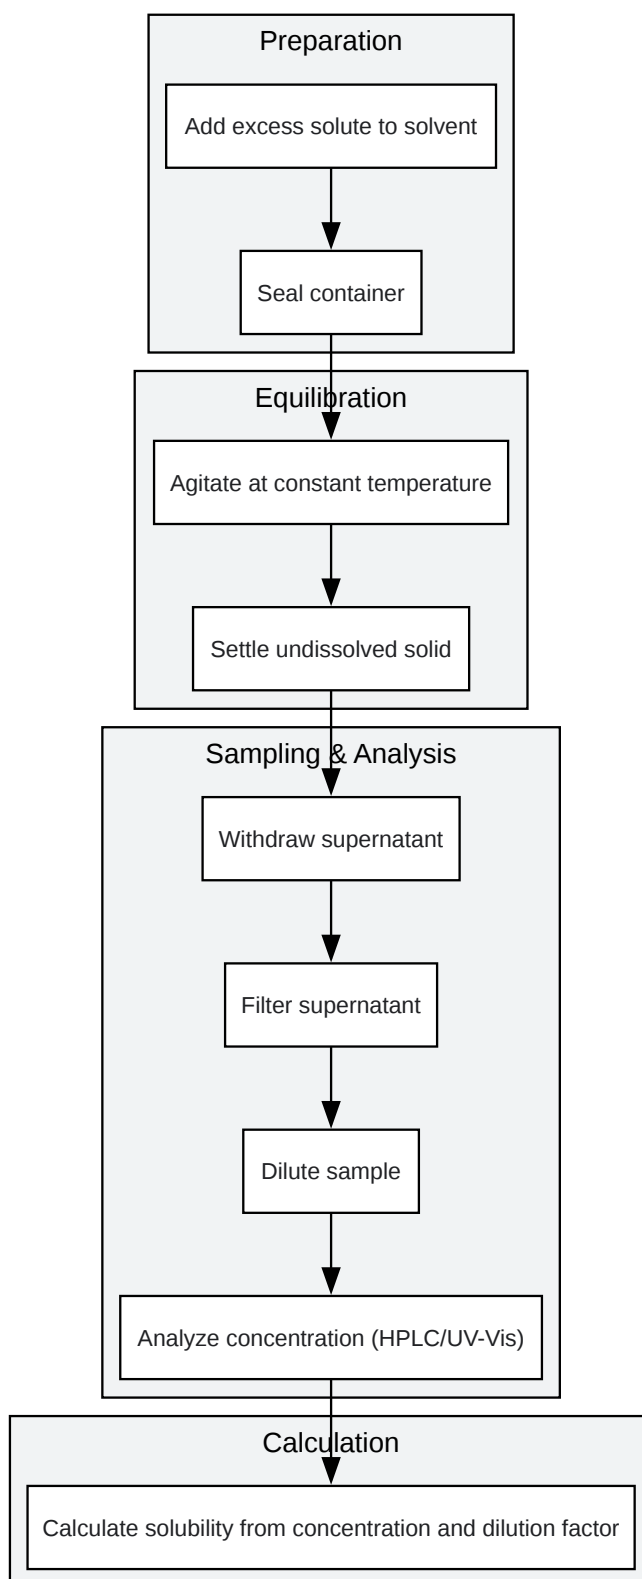 Preparation
Add excess solute to solvent
Seal container
Equilibration
Agitate at constant temperature
Settle undissolved solid
Sampling & Analysis
Withdraw supernatant
Filter supernatant
Dilute sample
Analyze concentration (HPLC/UV-Vis)
Calculation
Calculate solubility from concentration and dilution factor